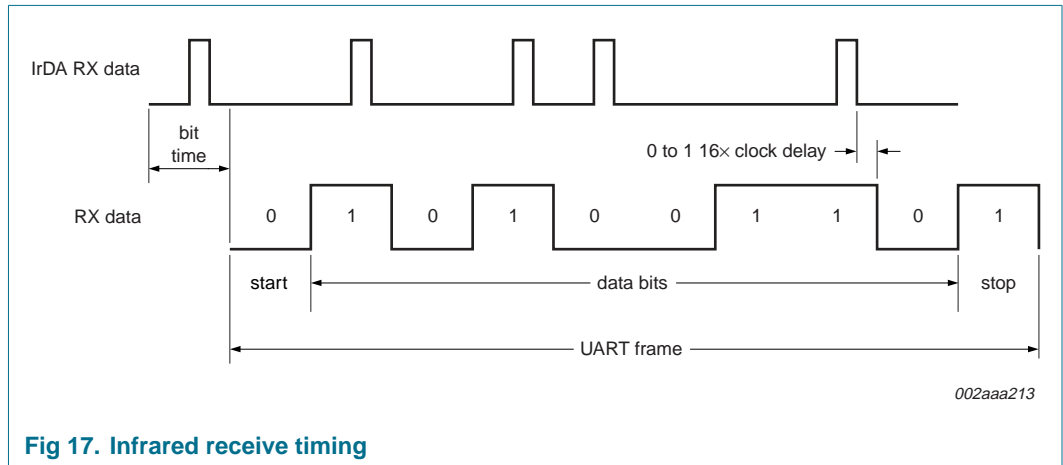 IrDA RX data
bit
time
0 to 1 16× clock delay
RX data
0 1 0 1 0 0 1 1 0 1
start data bits stop
UART frame
002aaa213
Fig 17. Infrared receive timing